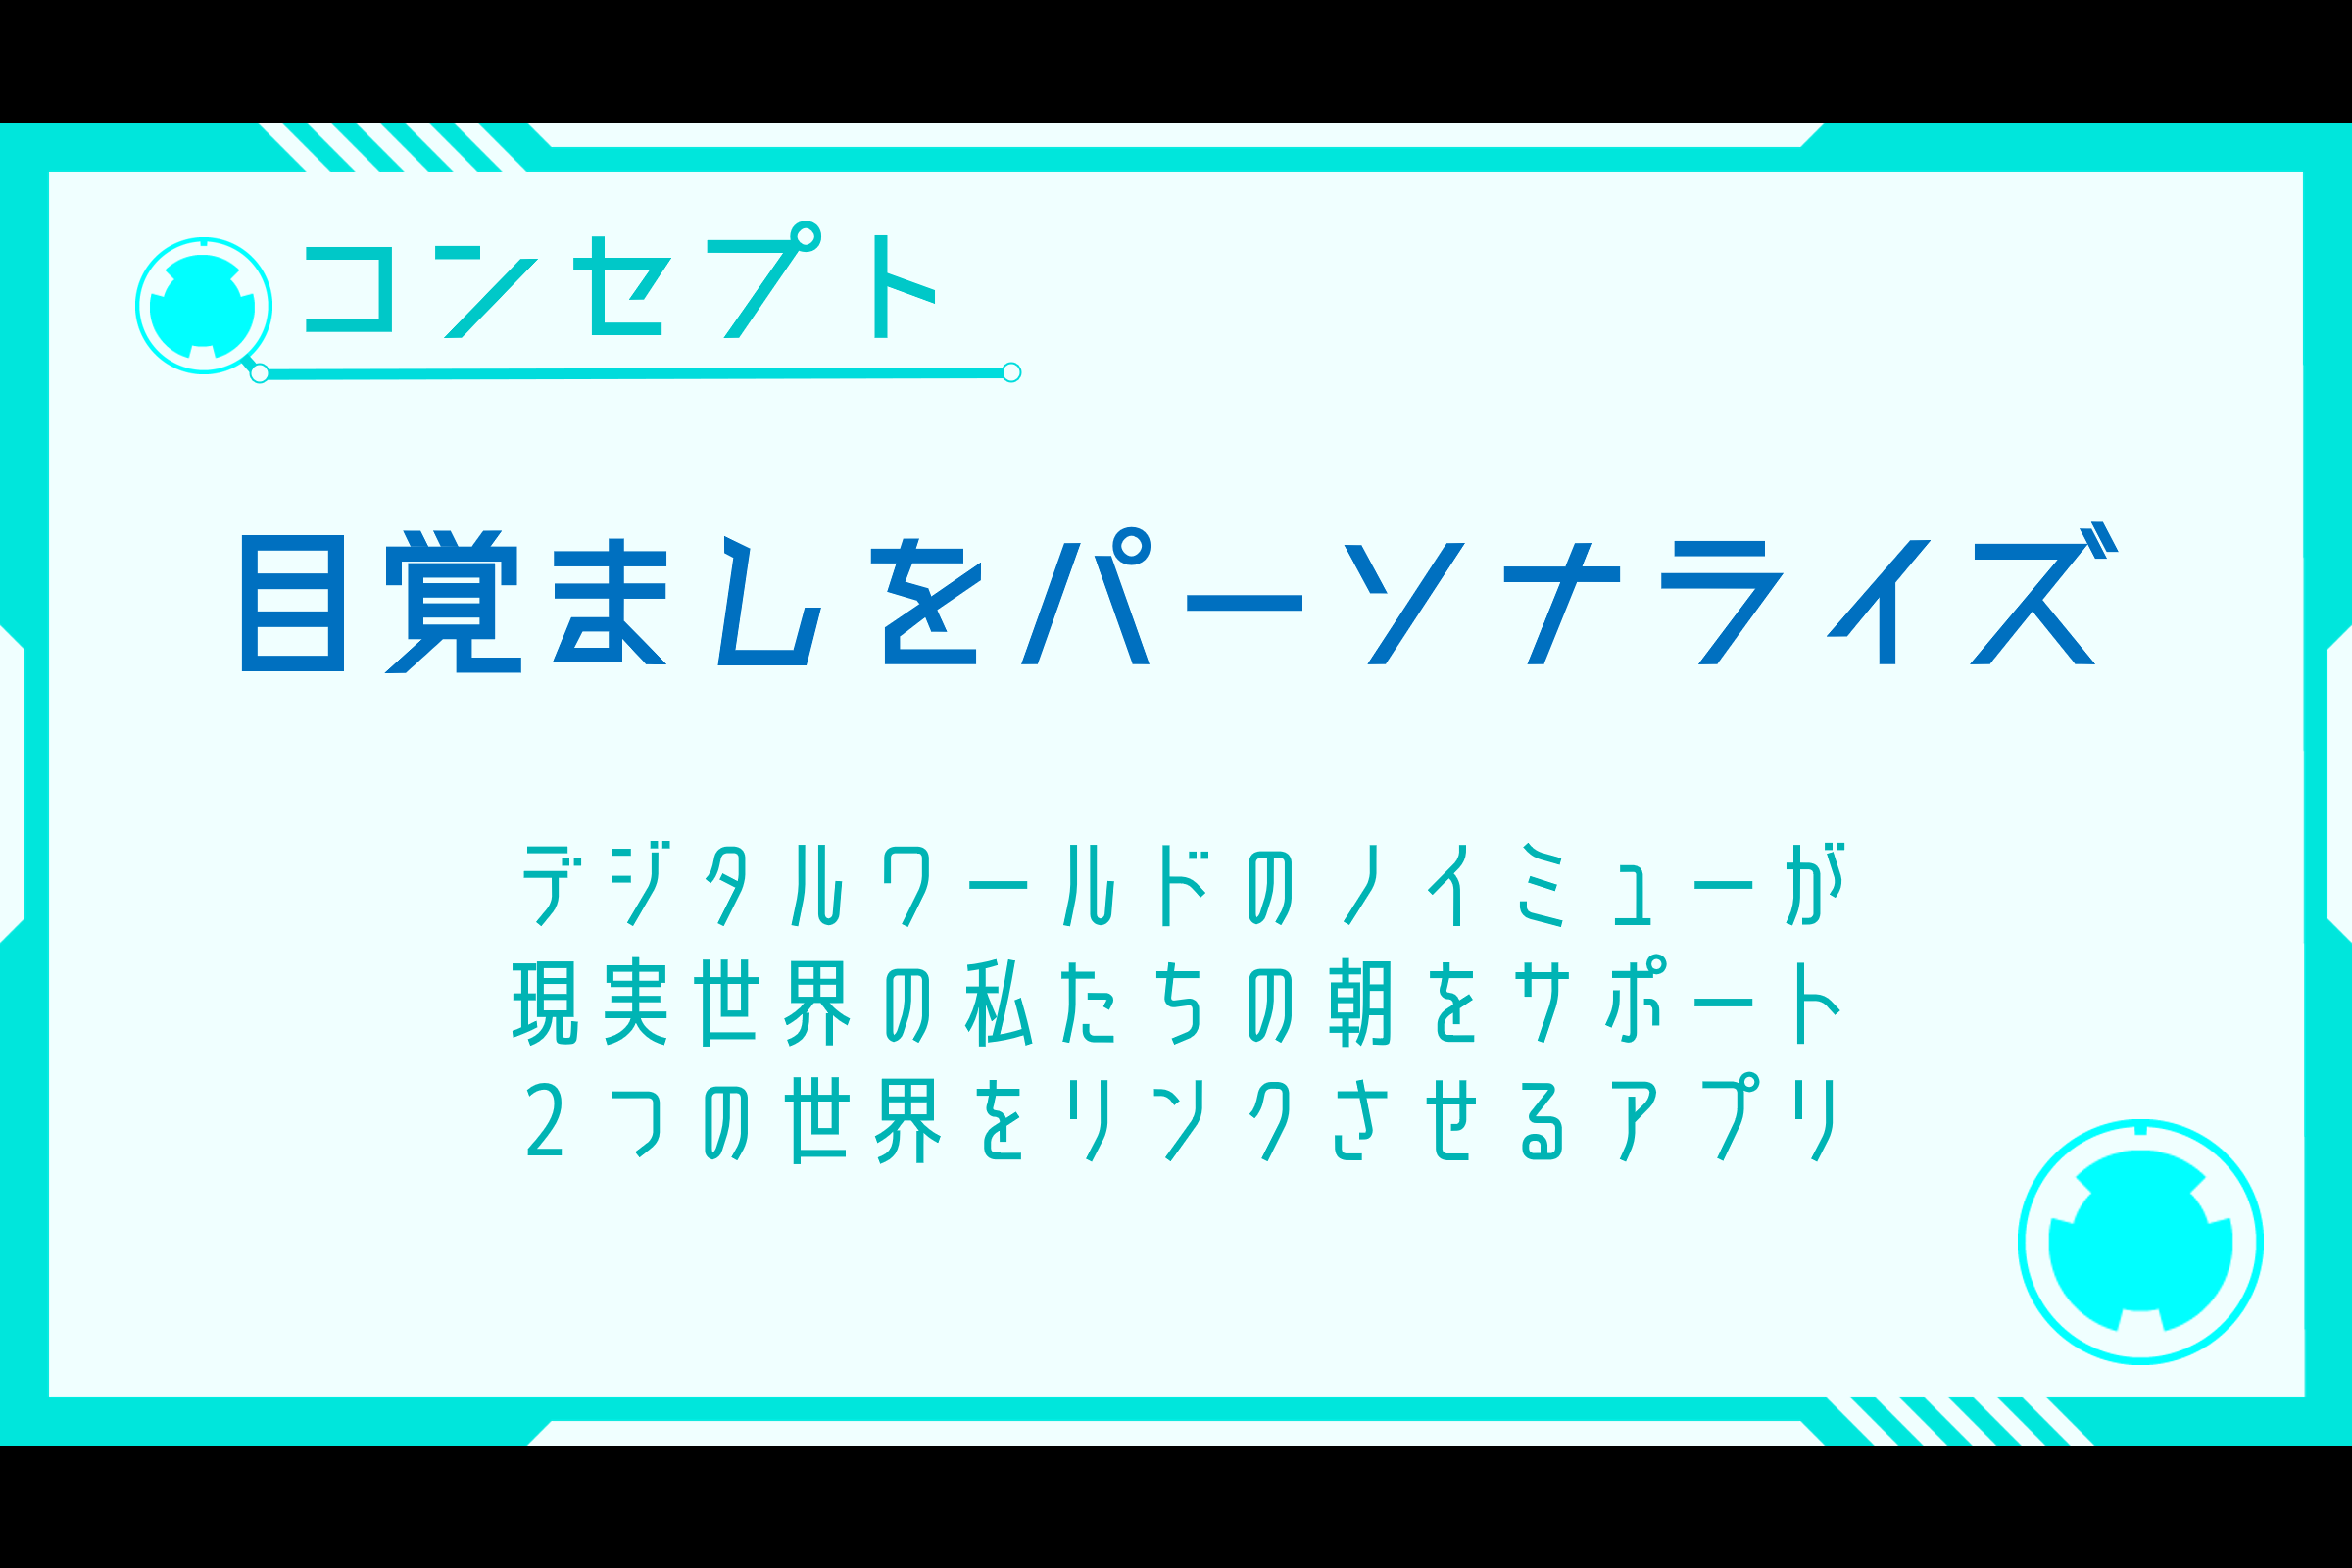 コンセプト
目覚ましをパーソナライズ
デジタルワールドのノイミューが
現実世界の私たちの朝をサポート
2つの世界をリンクさせるアプリ